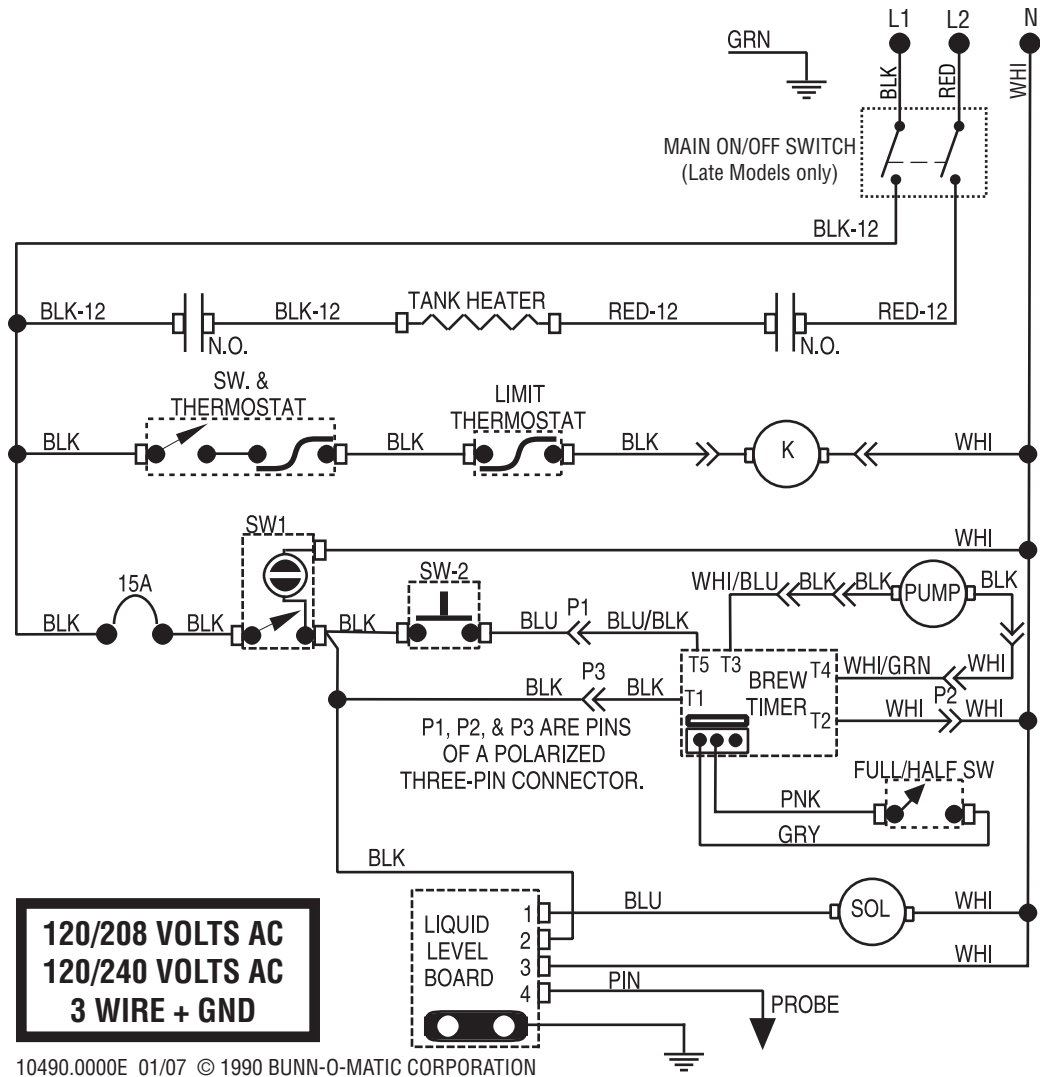 L1 L2 N
GRN
BLK RED WHI
MAIN ON/OFF SWITCH
(Late Models only)
BLK-12
BLK-12 BLK-12 TANK HEATER RED-12 RED-12
N.O. N.O.
SW. &
THERMOSTAT
LIMIT
THERMOSTAT
BLK BLK BLK K WHI
SW1
WHI
15A
SW-2
WHI/BLU BLK BLK PUMP BLK
BLK BLK BLK BLU P1 BLU/BLK
T5 T3 T4 WHI/GRN WHI
BLK P3 BLK T1 BREW
TIMER T2 WHI P2 WHI
P1, P2, & P3 ARE PINS
OF A POLARIZED
THREE-PIN CONNECTOR.
FULL/HALF SW
PNK
GRY
BLK
LIQUID
LEVEL
BOARD
1 BLU SOL WHI
2
3 WHI
4 PIN PROBE
120/208 VOLTS AC
120/240 VOLTS AC
3 WIRE + GND
10490.0000E 01/07 © 1990 BUNN-O-MATIC CORPORATION